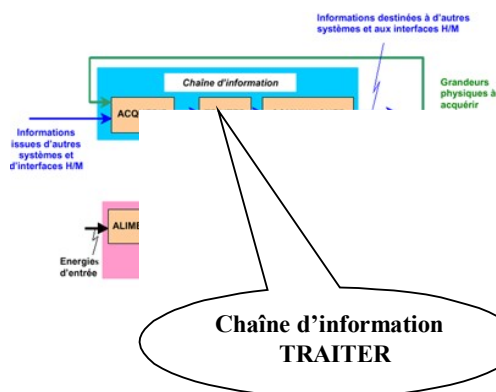 Informations destinées à d'autres
systèmes et aux interfaces H/M
Chaîne d'information
Grandeurs
physiques à
acquérir
Informations
issues d'autres
systèmes et
d'interfaces H/M
Energies
d'entrée
Chaîne d'information
TRAITER